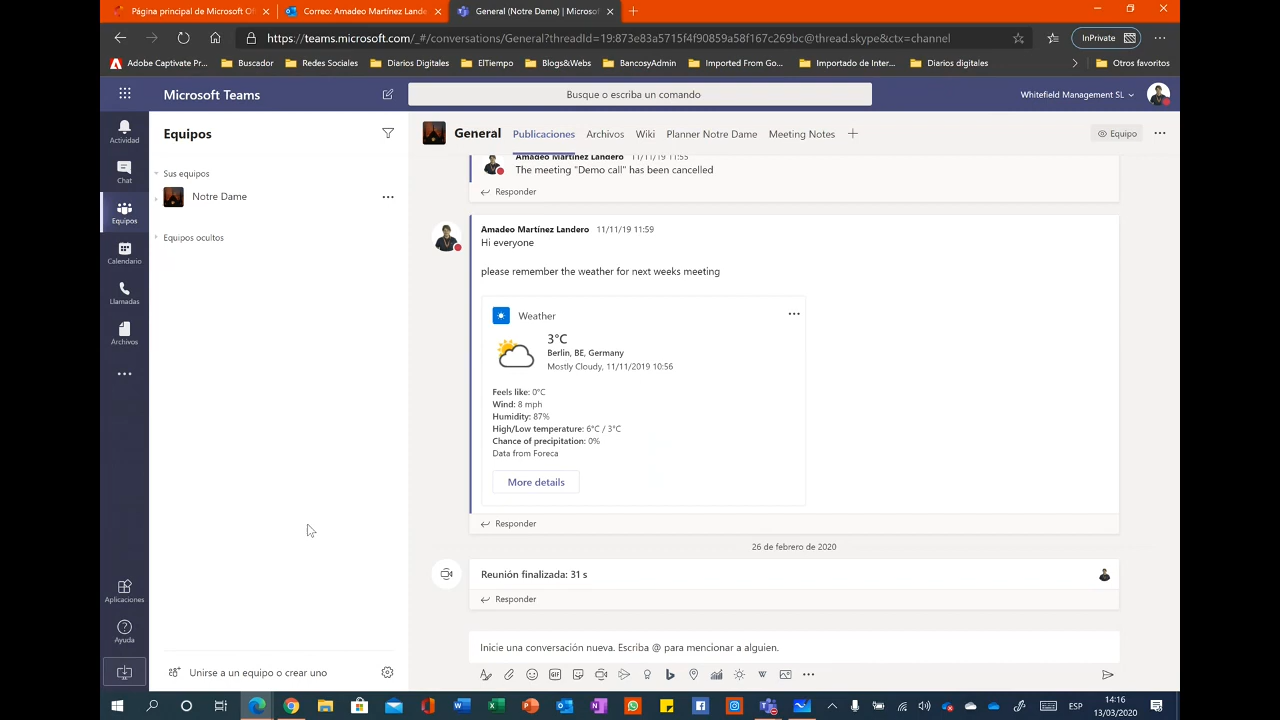 Página principal de Microsoft Of
Correo: Amadeo Martínez Lande
General (Notre Dame) | Microsof
https://teams.microsoft.com/_#/conversations/General?threadId=19:873e83a5714f4f90859a58f167c269bc@thread.skype&ctx=channel
InPrivate
Adobe Captivate Pr...
Buscador
Redes Sociales
Diarios Digitales
ElTiempo
Blogs&Webs
BancosyAdmin
Imported From Go...
Importado de Inter...
Diarios digitales
Otros favoritos
Microsoft Teams
Busque o escriba un comando
Whitefield Management SL
Actividad
Chat
Equipos
Calendario
Llamadas
Archivos
Aplicaciones
Ayuda
Equipos
Sus equipos
Notre Dame
Equipos ocultos
Unirse a un equipo o crear uno
General
Publicaciones
Archivos
Wiki
Planner Notre Dame
Meeting Notes
Equipo
Amadeo Martínez Landero 11/11/19 11:55
The meeting "Demo call" has been cancelled
Responder
Amadeo Martínez Landero 11/11/19 11:59
Hi everyone
please remember the weather for next weeks meeting
Weather
3°C
Berlin, BE, Germany
Mostly Cloudy, 11/11/2019 10:56
Feels like: 0°C
Wind: 8 mph
Humidity: 87%
High/Low temperature: 6°C / 3°C
Chance of precipitation: 0%
Data from Foreca
More details
Responder
26 de febrero de 2020
Reunión finalizada: 31 s
Responder
Inicie una conversación nueva. Escriba @ para mencionar a alguien.
GIF
ESP
14:16
13/03/2020